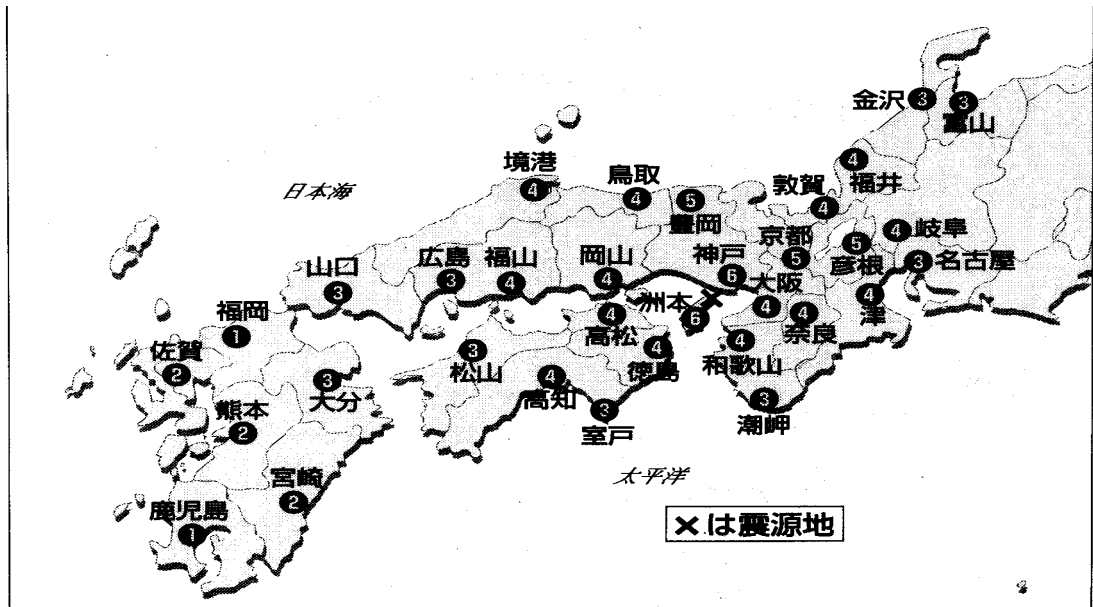 金沢 3
3 富山
境港 4
日本海
鳥取 4
敦賀 4
4 福井
5 豊岡
京都 5
5 彦根
4 岐阜
3 名古屋
山口 3
広島 3
福山 4
岡山 4
神戸 6
大阪 4
4 津
福岡 1
洲本 6
×
4 高松
4 奈良
佐賀 2
3 大分
3 松山
4 高知
4 徳島
4 和歌山
熊本 2
3 室戸
3 潮岬
宮崎 2
太平洋
鹿児島 1
×は震源地